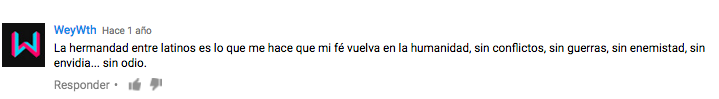 WeyWth Hace 1 año
La hermandad entre latinos es lo que me hace que mi fé vuelva en la humanidad, sin conflictos, sin guerras, sin enemistad, sin
envidia... sin odio.
Responder •